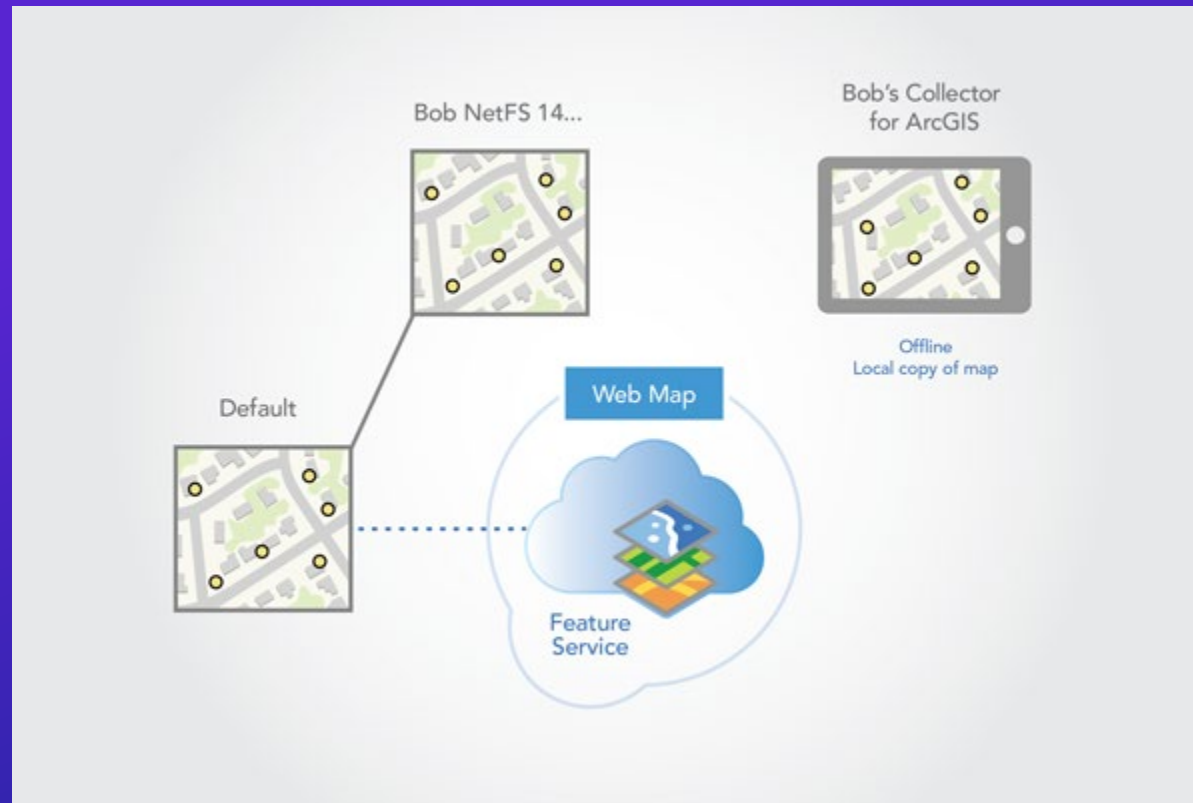 Bob NetFS 14...
Bob's Collector
for ArcGIS
Offline
Local copy of map
Web Map
Default
Feature
Service